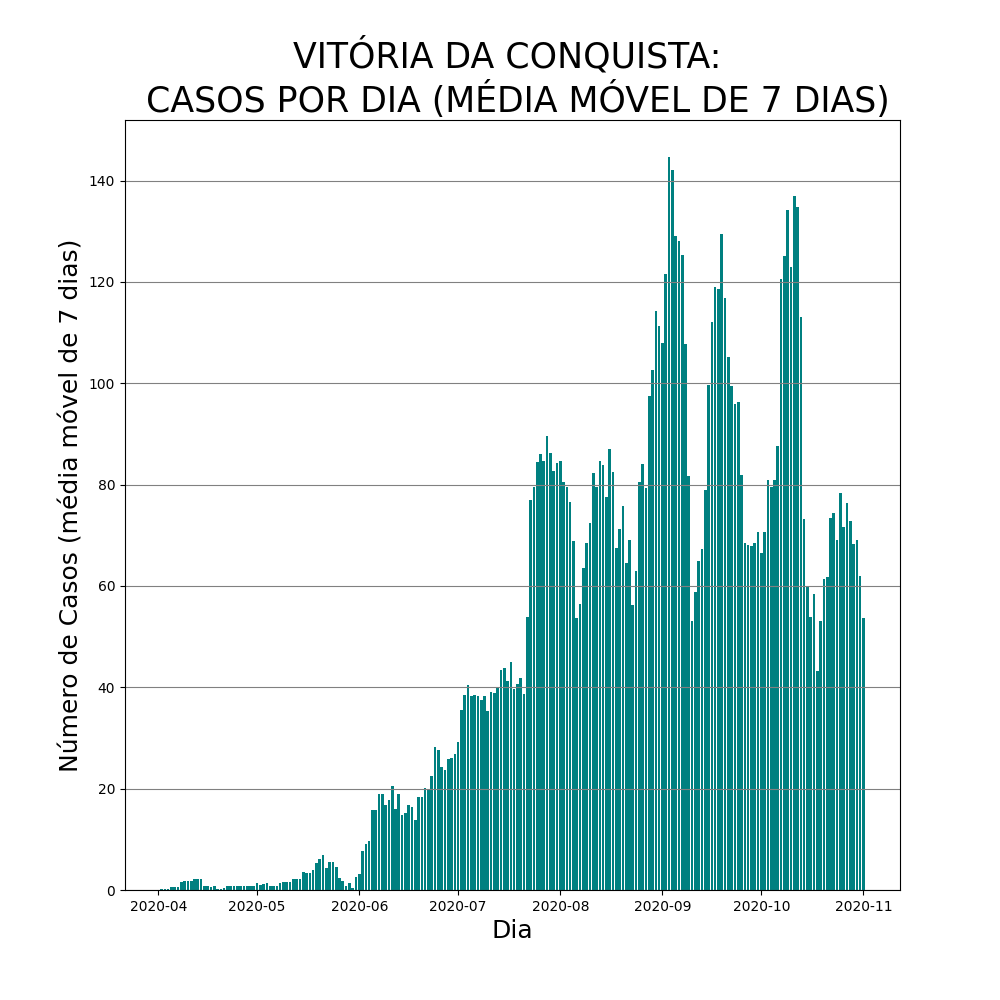 VITÓRIA DA CONQUISTA:
CASOS POR DIA (MÉDIA MÓVEL DE 7 DIAS)
Número de Casos (média móvel de 7 dias)
140
120
100
80
60
40
20
0
2020-04 2020-05 2020-06 2020-07 2020-08 2020-09 2020-10 2020-11
Dia